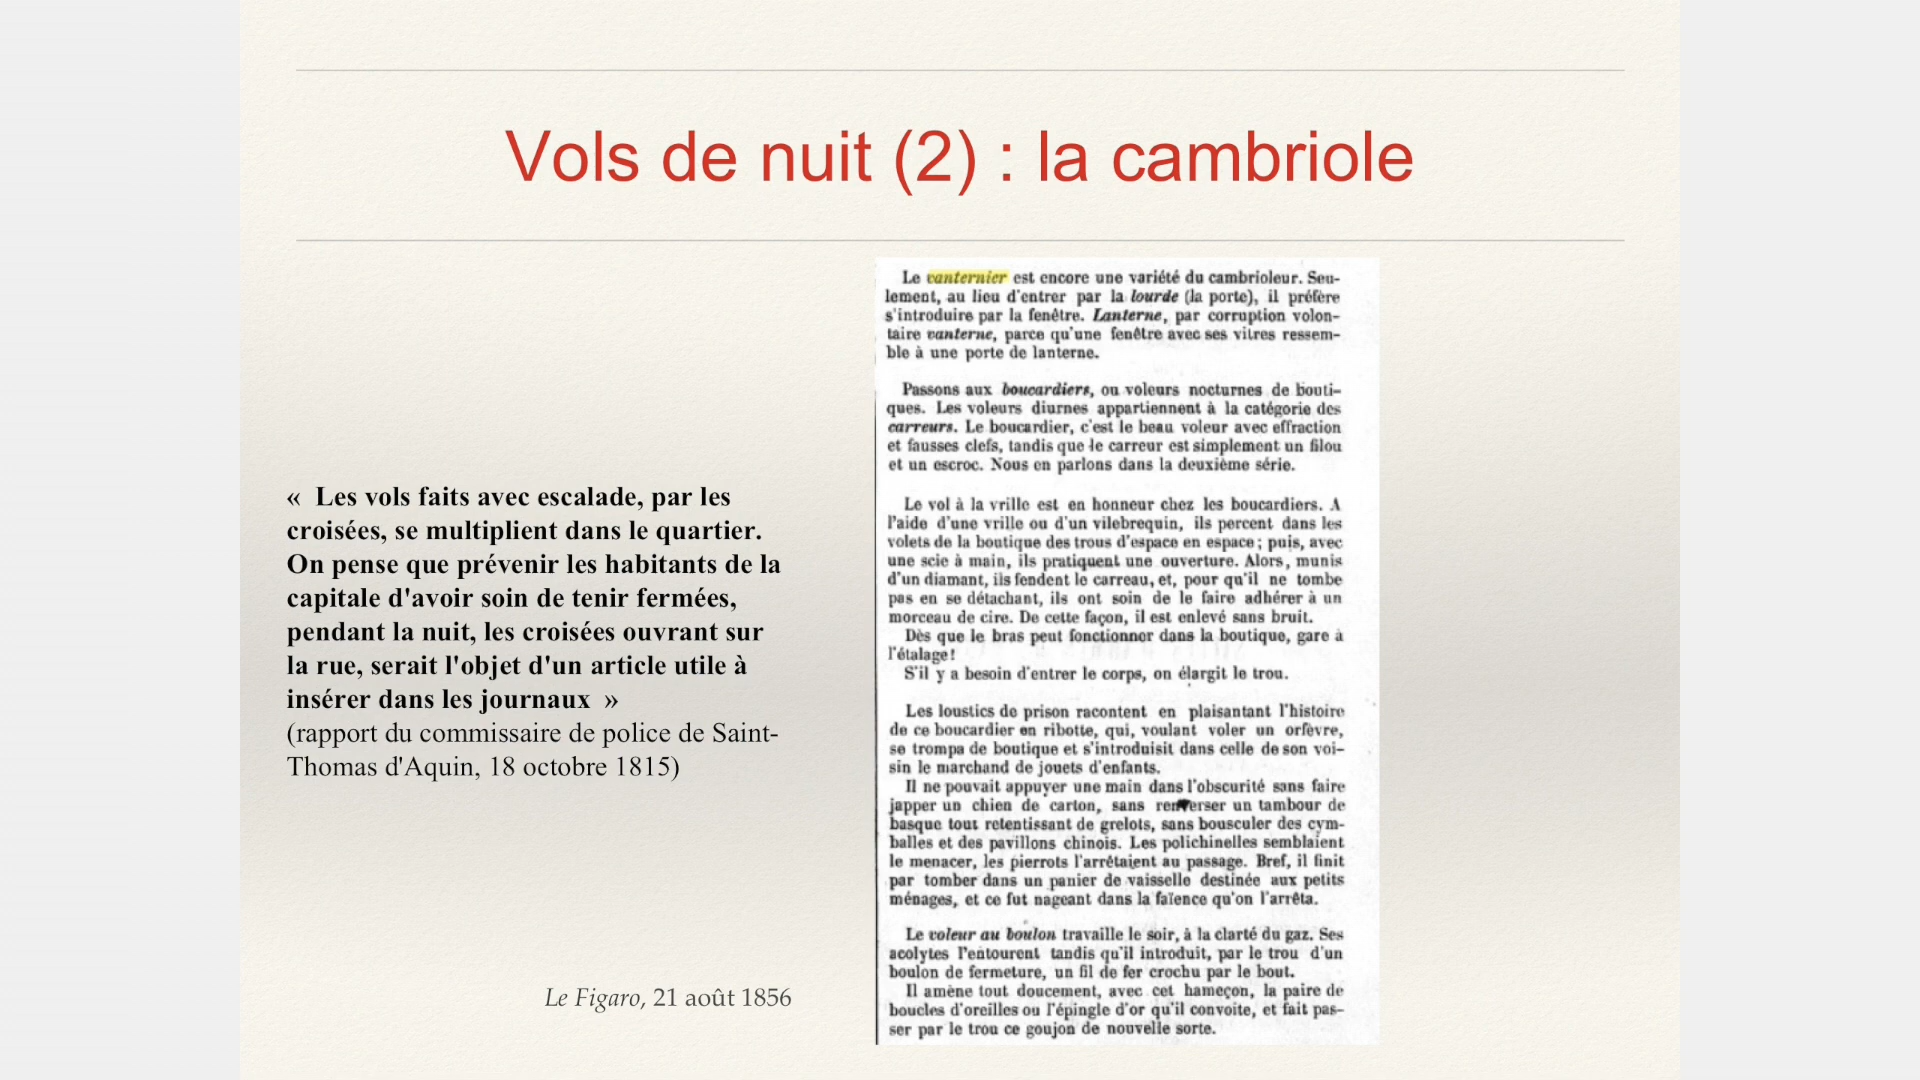 Vols de nuit (2) : la cambriole
« Les vols faits avec escalade, par les
croisées, se multiplient dans le quartier.
On pense que prévenir les habitants de la
capitale d'avoir soin de tenir fermées,
pendant la nuit, les croisées ouvrant sur
la rue, serait l'objet d'un article utile à
insérer dans les journaux »
(rapport du commissaire de police de Saint-
Thomas d'Aquin, 18 octobre 1815)
Le Figaro, 21 août 1856
Le vanternier est encore une variété du cambrioleur. Seu-
lement, au lieu d'entrer par la lourde (la porte), il préfère
s'introduire par la fenêtre. Lanterne, par corruption volon-
taire vanterne, parce qu'une fenêtre avec ses vitres ressem-
ble à une porte de lanterne.
Passons aux boucardiers, ou voleurs nocturnes de bouti-
ques. Les voleurs diurnes appartiennent à la catégorie des
carreurs. Le boucardier, c'est le beau voleur avec effraction
et fausses clefs, tandis que le carreur est simplement un filou
et un escroc. Nous en parlons dans la deuxième série.
Le vol à la vrille est en honneur chez les boucardiers. A
l'aide d'une vrille ou d'un vilebrequin, ils percent dans les
volets de la boutique des trous d'espace en espace ; puis, avec
une scie à main, ils pratiquent une ouverture. Alors, munis
d'un diamant, ils fendent le carreau, et, pour qu'il ne tombe
pas en se détachant, ils ont soin de le faire adhérer à un
morceau de cire. De cette façon, il est enlevé sans bruit.
Dès que le bras peut fonctionner dans la boutique, gare à
l'étalage!
S'il y a besoin d'entrer le corps, on élargit le trou.
Les loustics de prison racontent en plaisantant l'histoire
de ce boucardier en ribotte, qui, voulant voler un orfèvre,
se trompa de boutique et s'introduisit dans celle de son voi-
sin le marchand de jouets d'enfants.
Il ne pouvait appuyer une main dans l'obscurité sans faire
japper un chien de carton, sans renverser un tambour de
basque tout retentissant de grelots, sans bousculer des cym-
balles et des pavillons chinois. Les polichinelles semblaient
le menacer, les pierrots l'arrêtaient au passage. Bref, il finit
par tomber dans un panier de vaisselle destinée aux petits
ménages, et ce fut nageant dans la faïence qu'on l'arrêta.
Le voleur au boulon travaille le soir, à la clarté du gaz. Ses
acolytes l'entourent tandis qu'il introduit, par le trou d'un
boulon de fermeture, un fil de fer crochu par le bout.
Il amène tout doucement, avec cet hameçon, la paire de
boucles d'oreilles ou l'épingle d'or qu'il convoite, et fait pas-
ser par le trou ce goujon de nouvelle sorte.